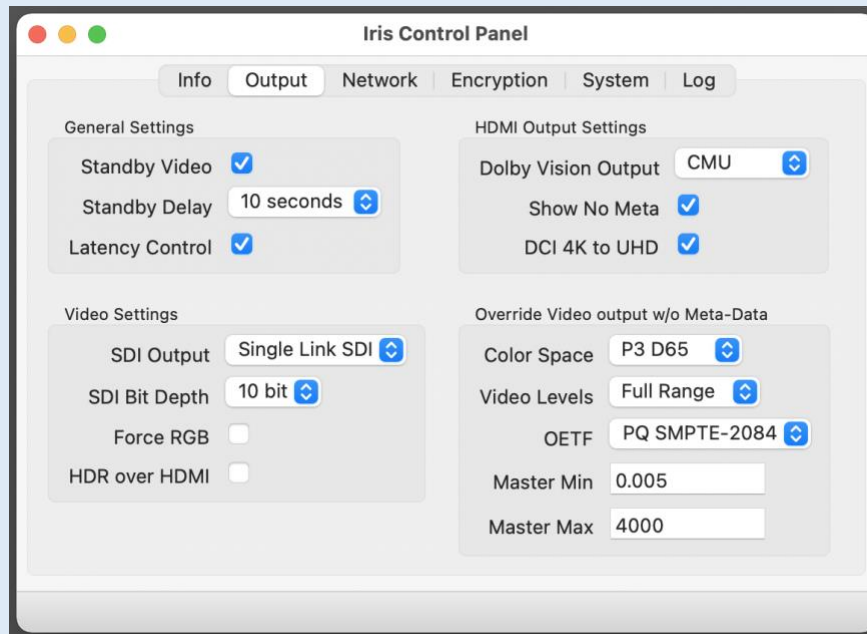 Iris Control Panel
Info Output Network Encryption System Log
General Settings
Standby Video
Standby Delay 10 seconds
Latency Control
HDMI Output Settings
Dolby Vision Output CMU
Show No Meta
DCI 4K to UHD
Video Settings
SDI Output Single Link SDI
SDI Bit Depth 10 bit
Force RGB
HDR over HDMI
Override Video output w/o Meta-Data
Color Space P3 D65
Video Levels Full Range
OETF PQ SMPTE-2084
Master Min 0.005
Master Max 4000